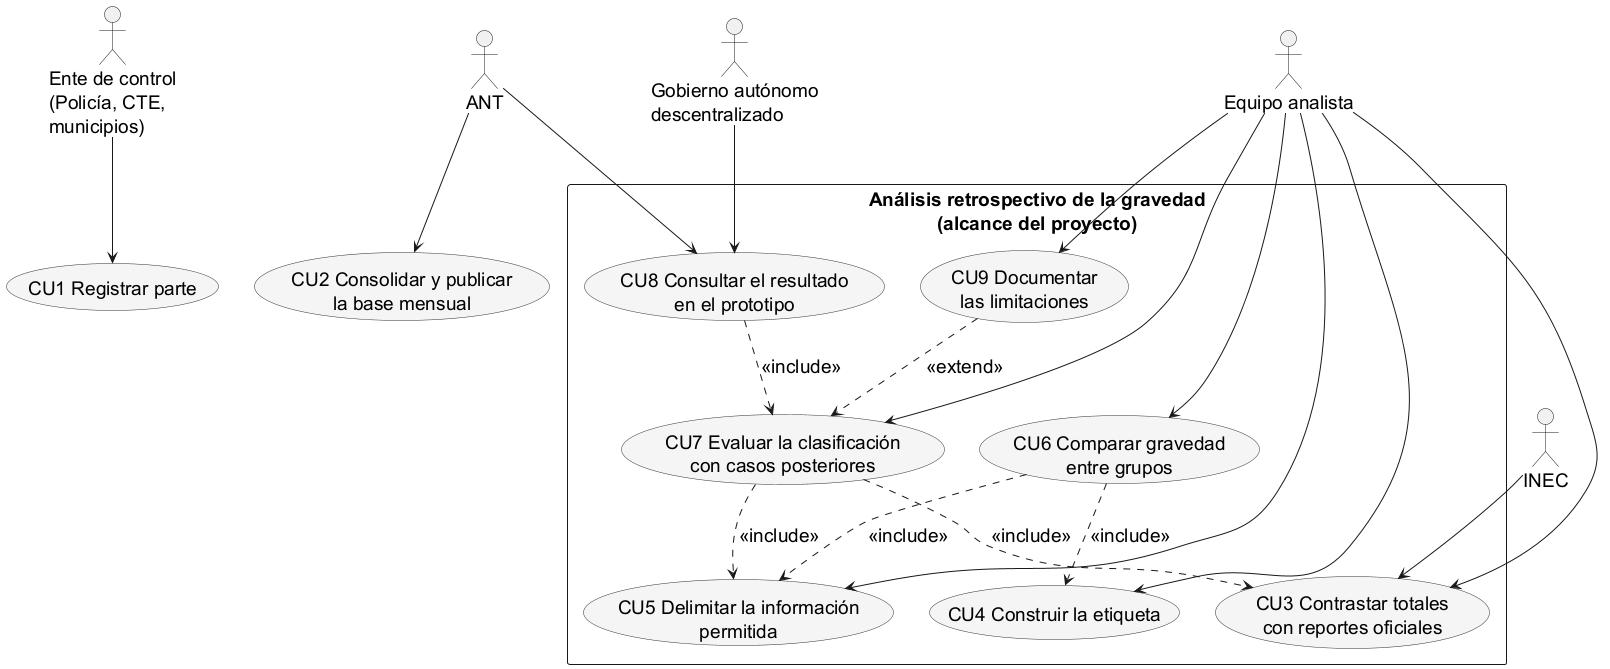 Ente de control
(Policía, CTE,
municipios)
ANT
Gobierno autónomo
descentralizado
Equipo analista
Análisis retrospectivo de la gravedad
(alcance del proyecto)
CU1 Registrar parte
CU2 Consolidar y publicar
la base mensual
CU8 Consultar el resultado
en el prototipo
CU9 Documentar
las limitaciones
«include»
«extend»
CU7 Evaluar la clasificación
con casos posteriores
CU6 Comparar gravedad
entre grupos
INEC
«include»
«include»
«include»
«include»
CU5 Delimitar la información
permitida
CU4 Construir la etiqueta
CU3 Contrastar totales
con reportes oficiales